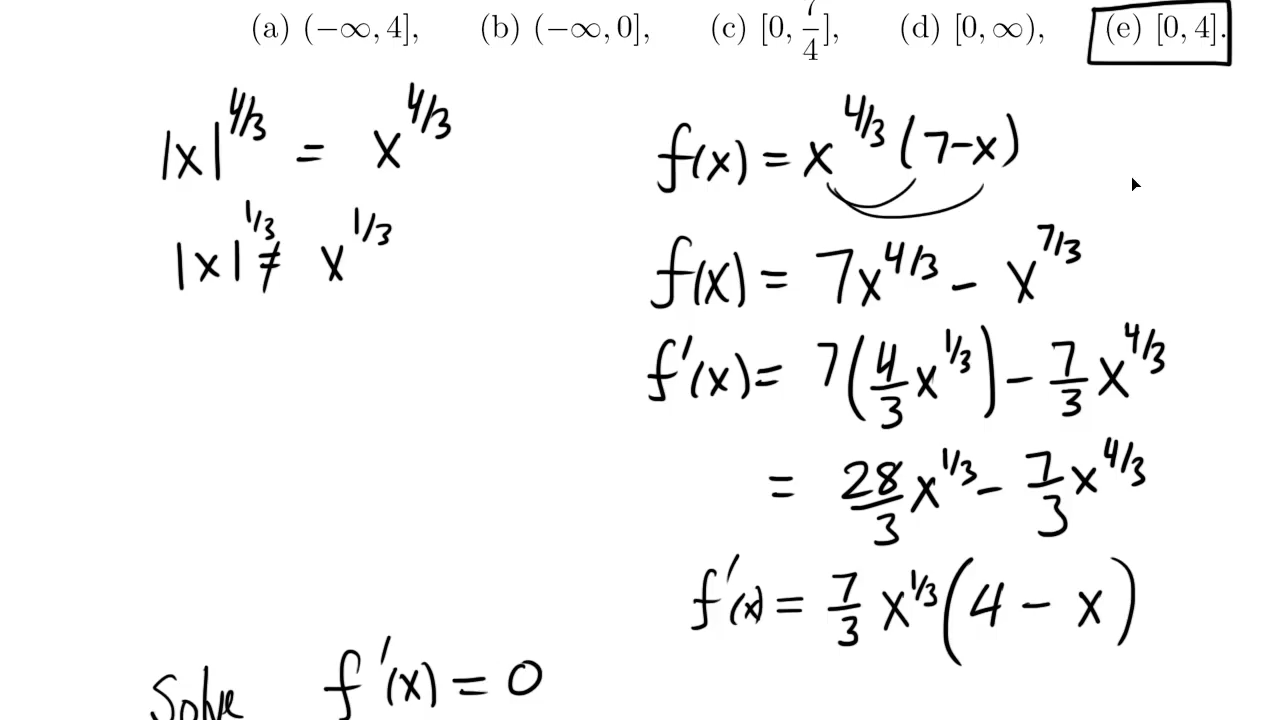 (a) (−∞, 4], (b) (−∞, 0], (c) [0, 7/4], (d) [0, ∞), (e) [0, 4].
|x|^4/3 = x^4/3
|x|^1/3 ≠ x^1/3
f(x) = x^4/3 (7-x)
f(x) = 7x^4/3 - x^7/3
f'(x) = 7(4/3 x^1/3) - 7/3 x^4/3
= 28/3 x^1/3 - 7/3 x^4/3
f'(x) = 7/3 x^1/3 (4 - x)
Solve f'(x) = 0